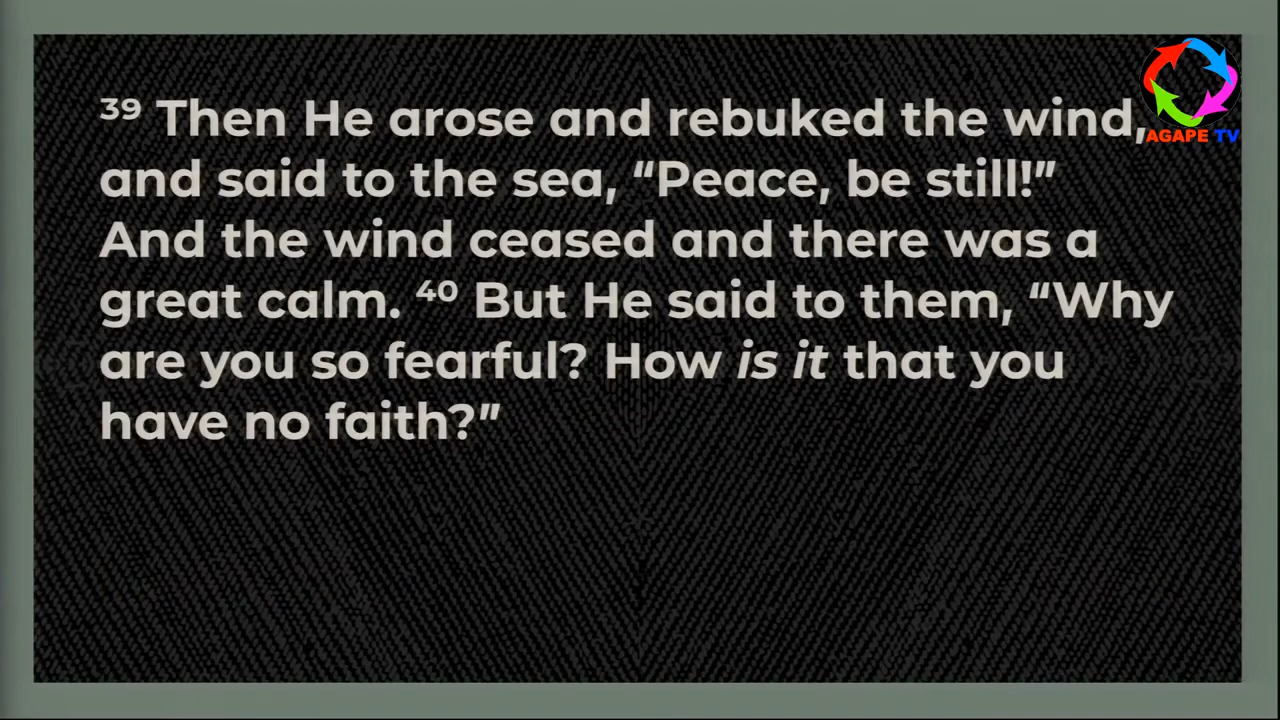 ³⁹ Then He arose and rebuked the wind,
and said to the sea, “Peace, be still!”
And the wind ceased and there was a
great calm. ⁴⁰ But He said to them, “Why
are you so fearful? How is it that you
have no faith?”
AGAPE TV